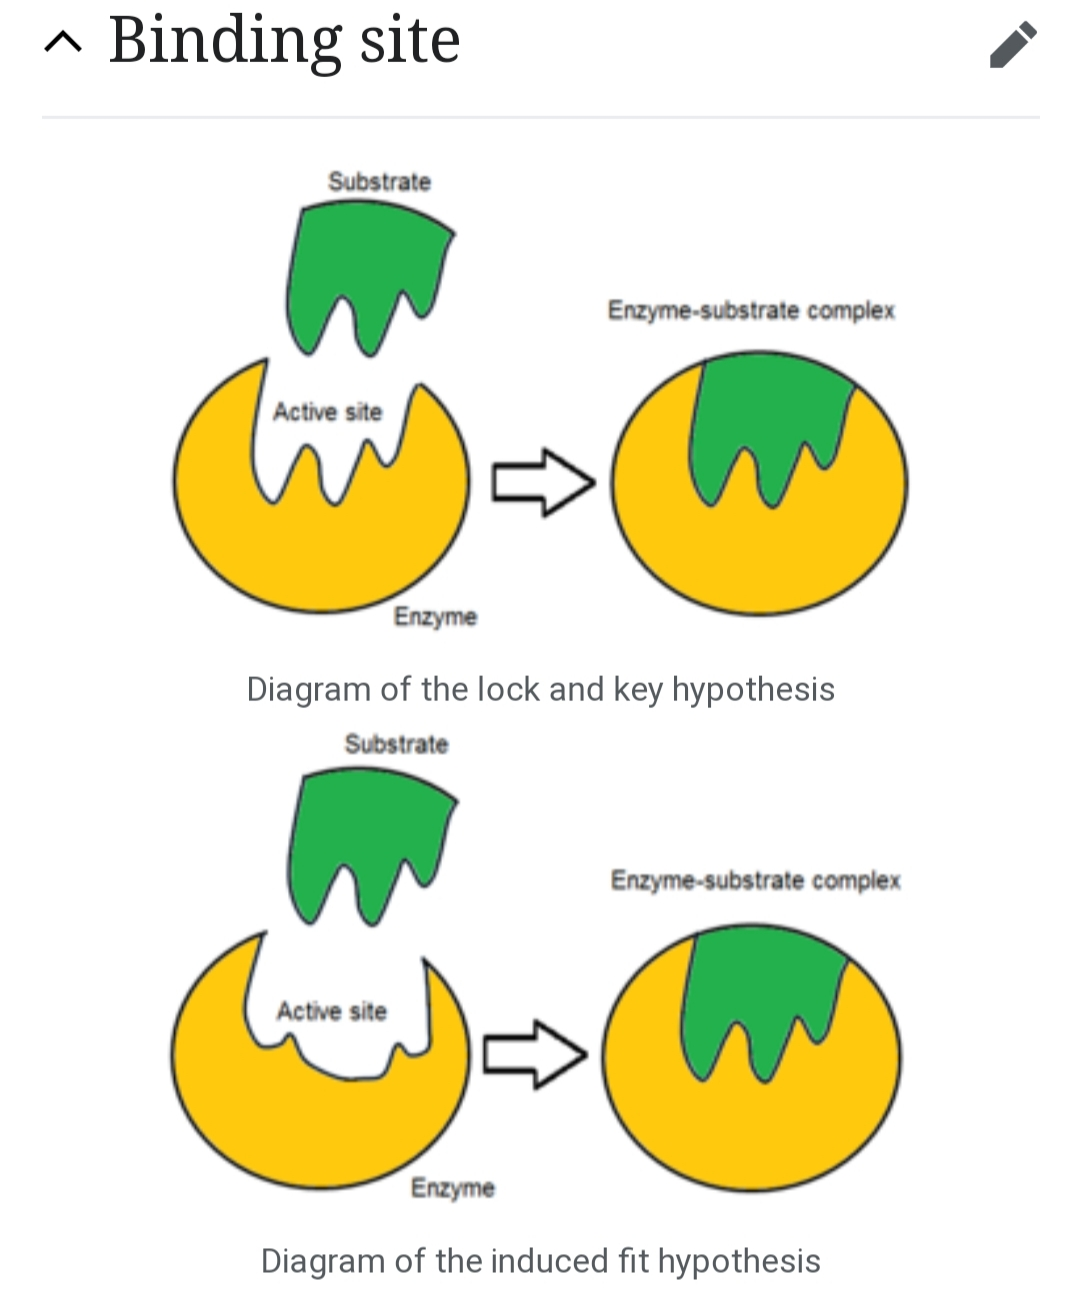 Binding site
Substrate
Enzyme-substrate complex
Active site
Enzyme
Diagram of the lock and key hypothesis
Substrate
Enzyme-substrate complex
Active site
Enzyme
Diagram of the induced fit hypothesis